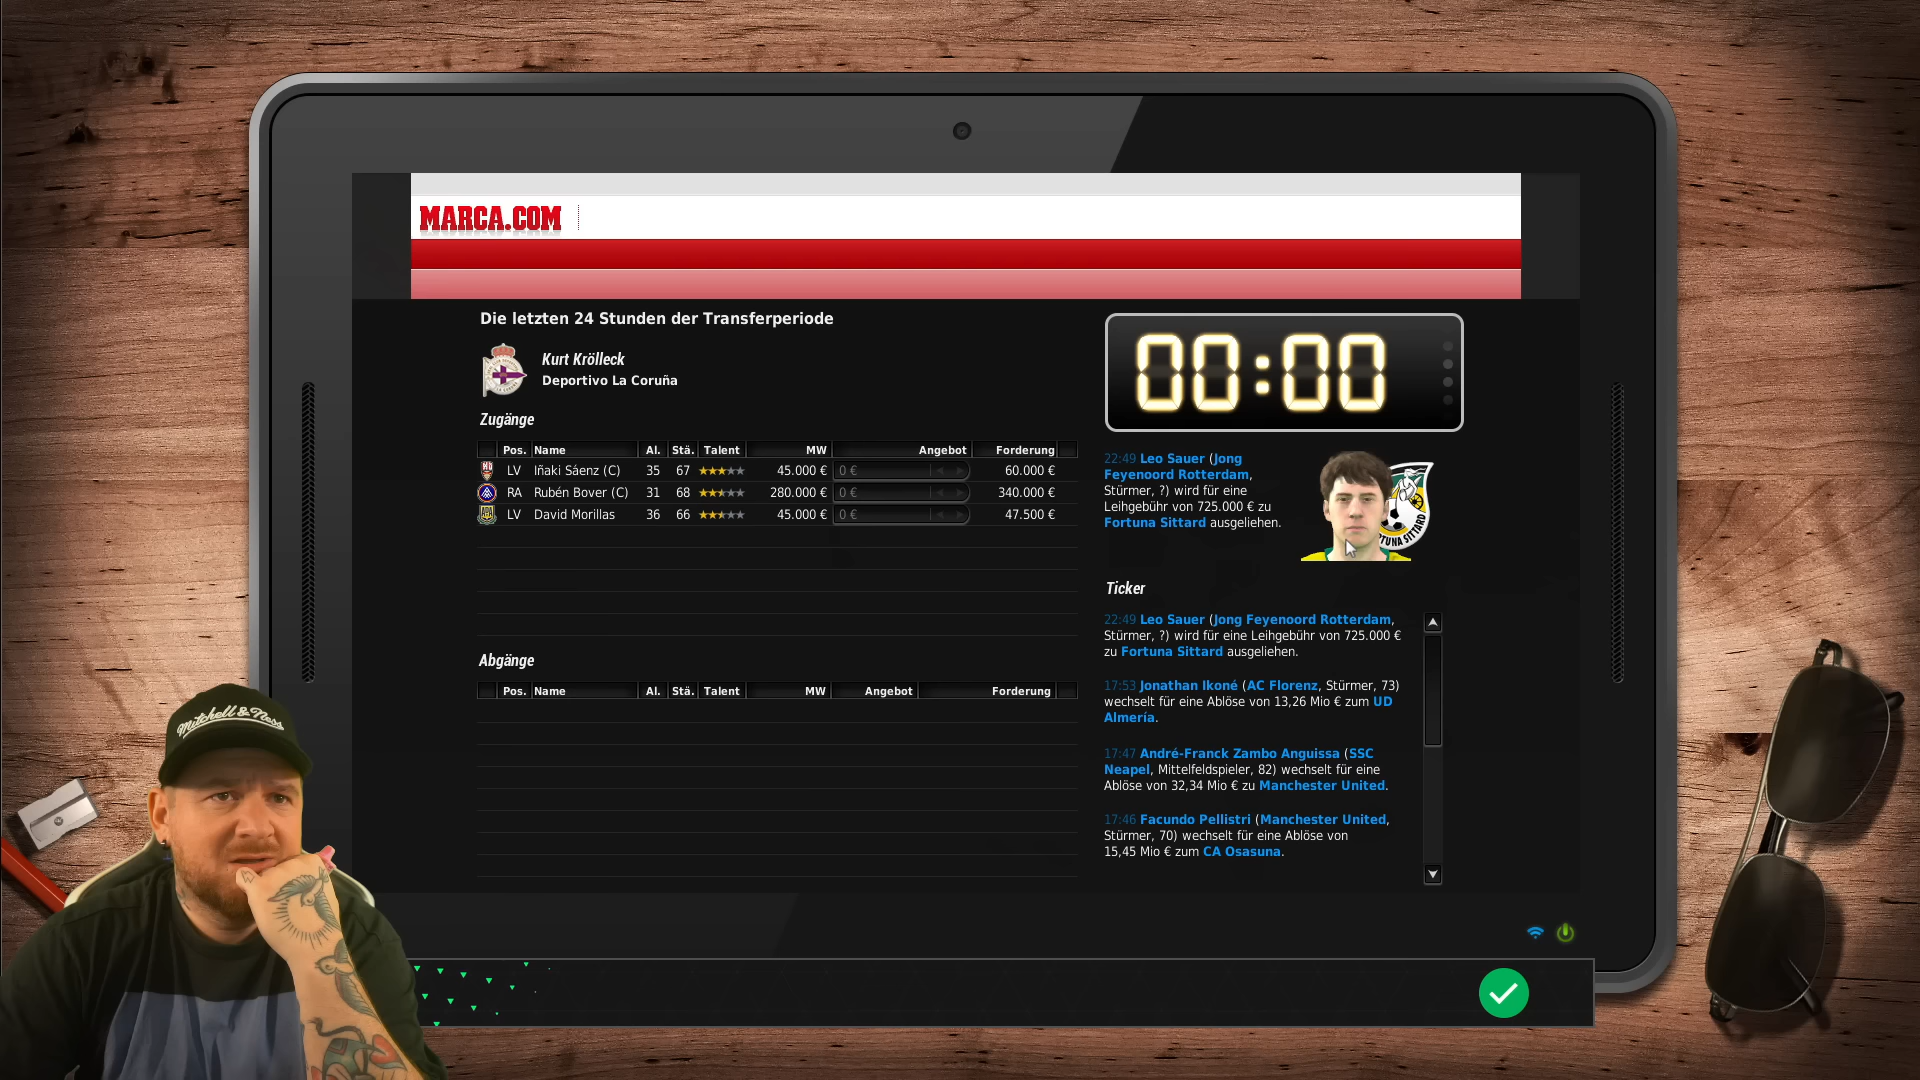 MARCA.COM
Die letzten 24 Stunden der Transferperiode
Kurt Krölleck
Deportivo La Coruña
Zugänge
Pos. Name Al. Stä. Talent MW Angebot Forderung
LV Iñaki Sáenz (C) 35 67 45.000 € 0 € 60.000 €
RA Rubén Bover (C) 31 68 280.000 € 0 € 340.000 €
LV David Morillas 36 66 45.000 € 0 € 47.500 €
Abgänge
Pos. Name Al. Stä. Talent MW Angebot Forderung
00:00
22:49 Leo Sauer (Jong
Feyenoord Rotterdam,
Stürmer, ?) wird für eine
Leihgebühr von 725.000 € zu
Fortuna Sittard ausgeliehen.
TUNA SITTARD
Ticker
22:49 Leo Sauer (Jong Feyenoord Rotterdam,
Stürmer, ?) wird für eine Leihgebühr von 725.000 €
zu Fortuna Sittard ausgeliehen.
17:53 Jonathan Ikoné (AC Florenz, Stürmer, 73)
wechselt für eine Ablöse von 13,26 Mio € zum UD
Almería.
17:47 André-Franck Zambo Anguissa (SSC
Neapel, Mittelfeldspieler, 82) wechselt für eine
Ablöse von 32,34 Mio € zu Manchester United.
17:46 Facundo Pellistri (Manchester United,
Stürmer, 70) wechselt für eine Ablöse von
15,45 Mio € zum CA Osasuna.
Mitchell & Ness